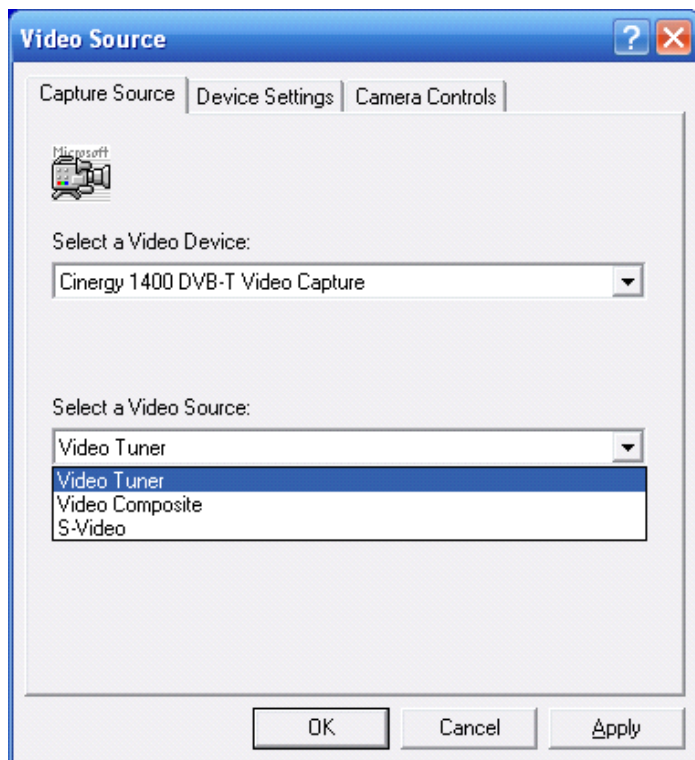 Video Source
Capture Source Device Settings Camera Controls
Microsoft
Select a Video Device:
Cinergy 1400 DVB-T Video Capture
Select a Video Source:
Video Tuner
Video Tuner
Video Composite
S-Video
OK Cancel Apply